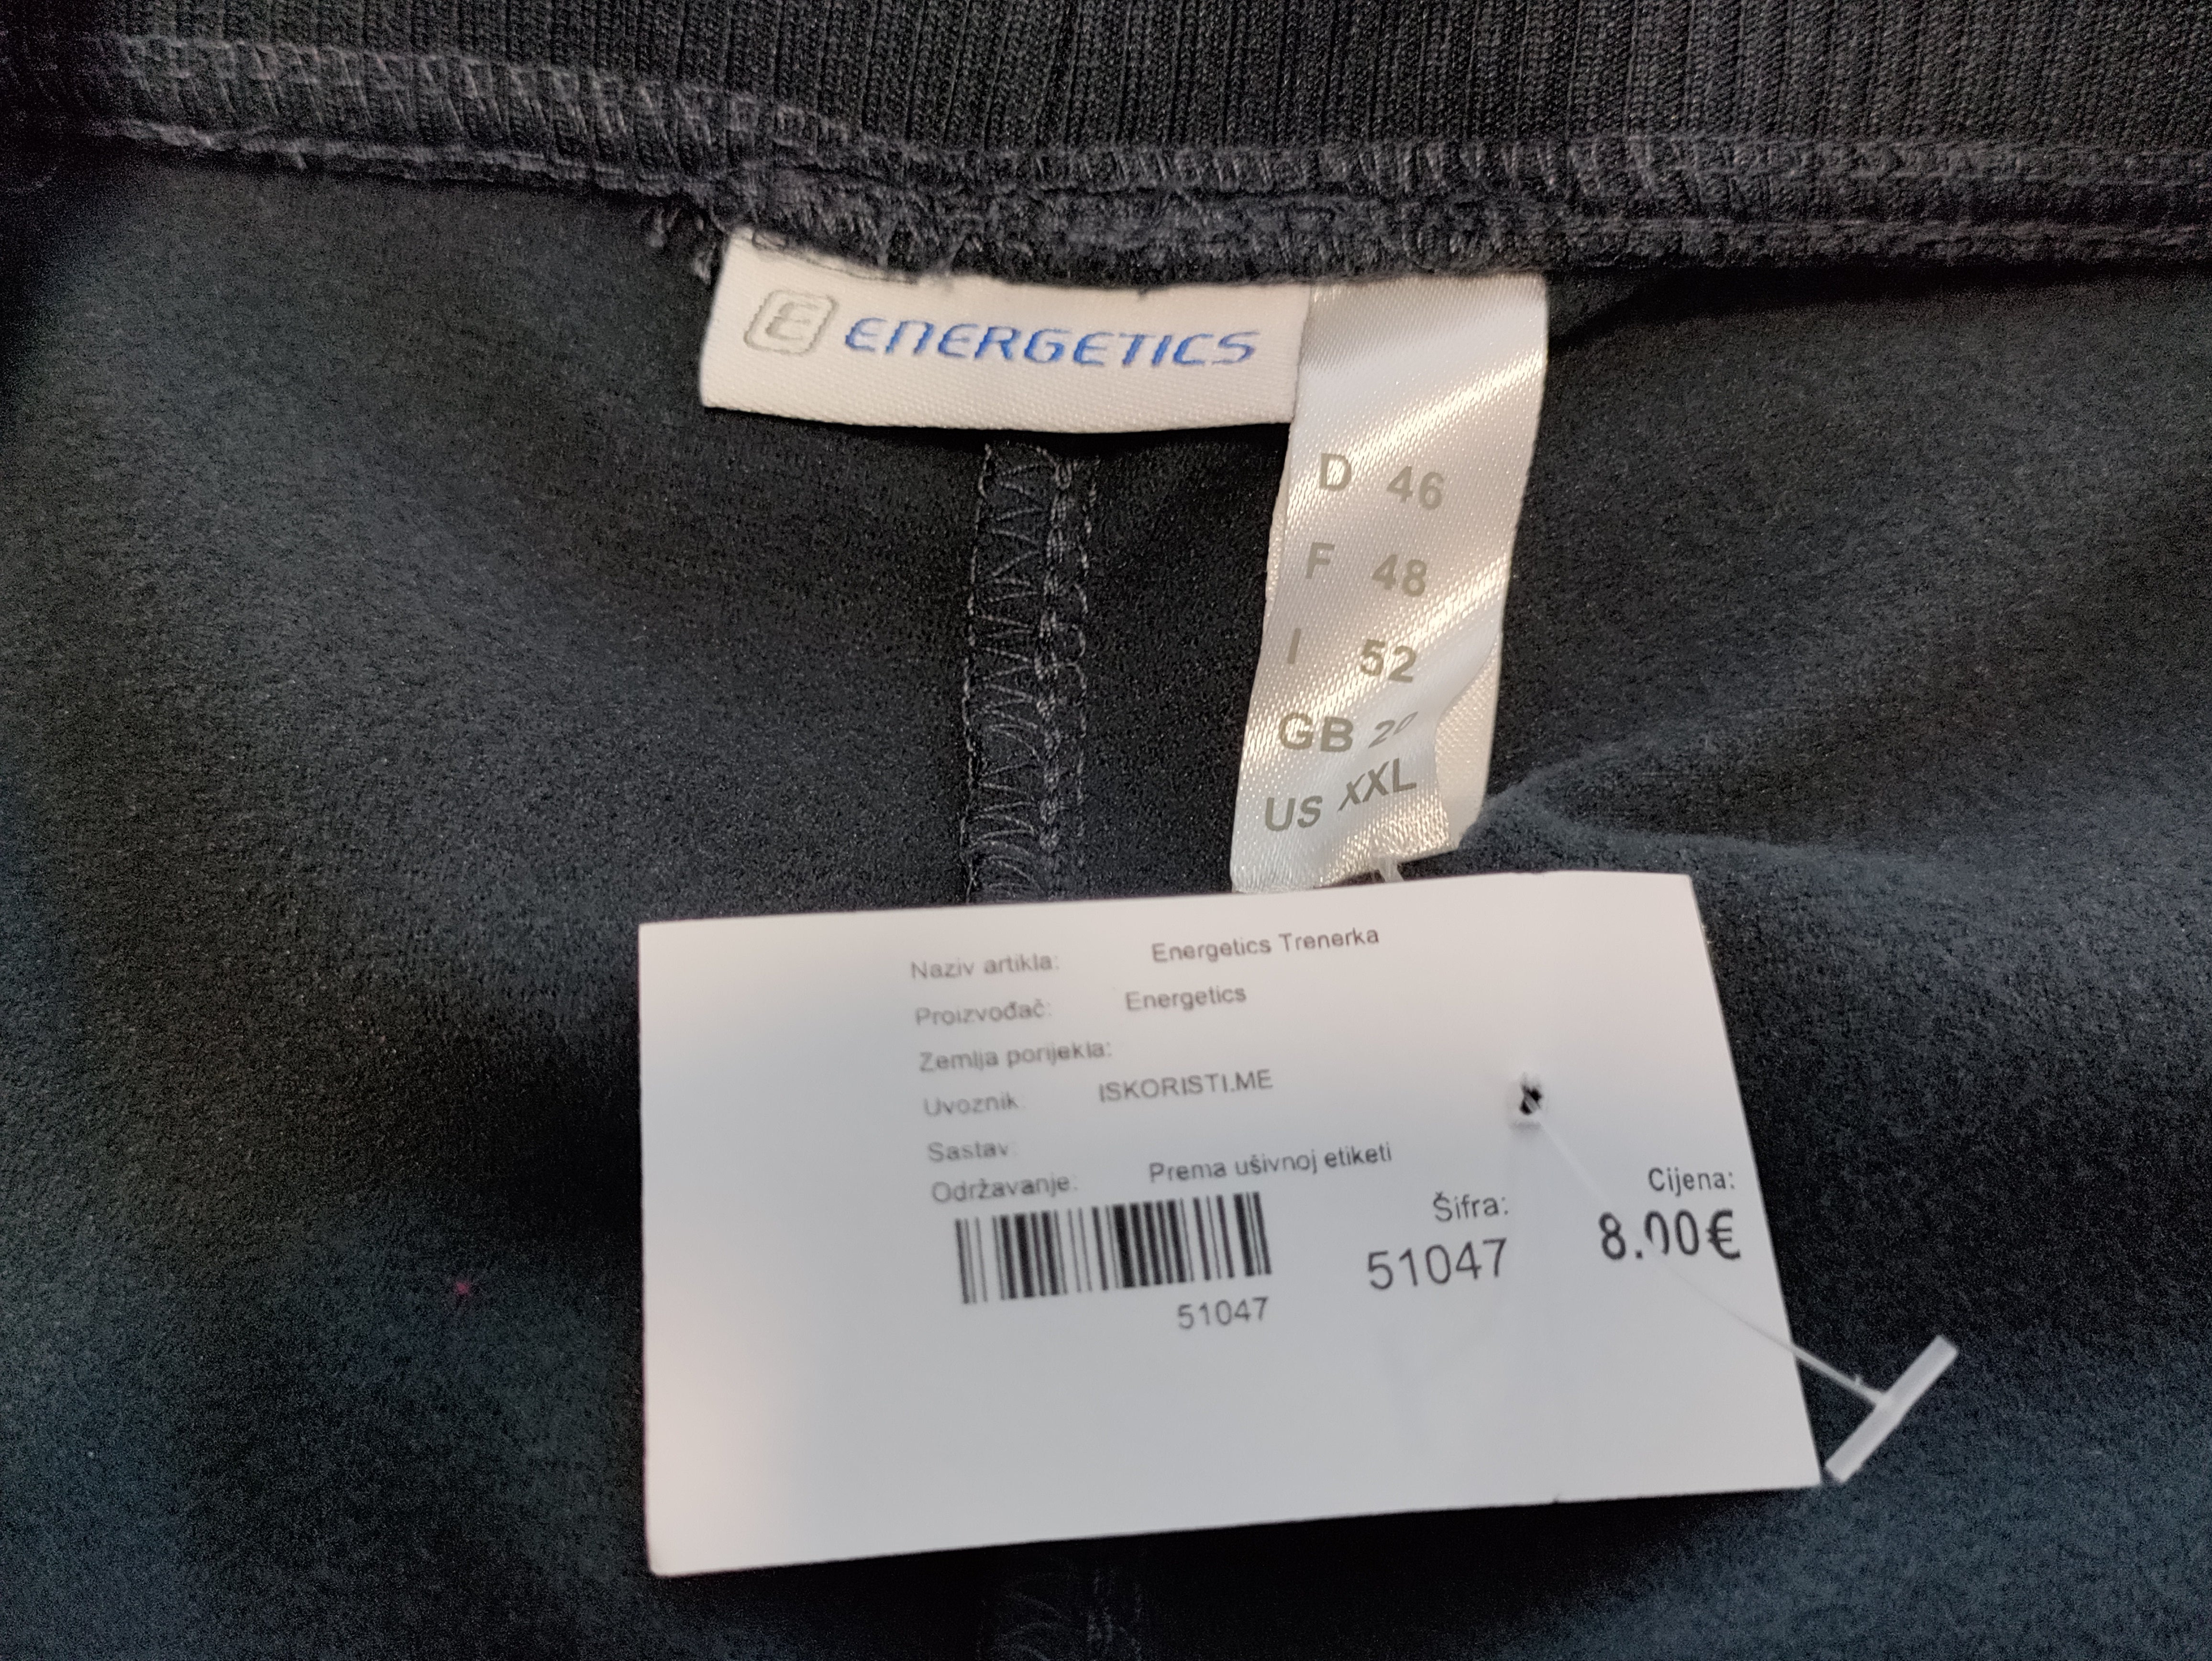 E ENERGETICS
D 46
F 48
I 52
GB
US XXL
Naziv artikla: Energetics Trenerka
Proizvođač: Energetics
Zemlja porijekla:
Uvoznik: ISKORISTI.ME
Sastav:
Održavanje: Prema ušivnoj etiketi
Šifra:
Cijena:
51047
8.00€
51047